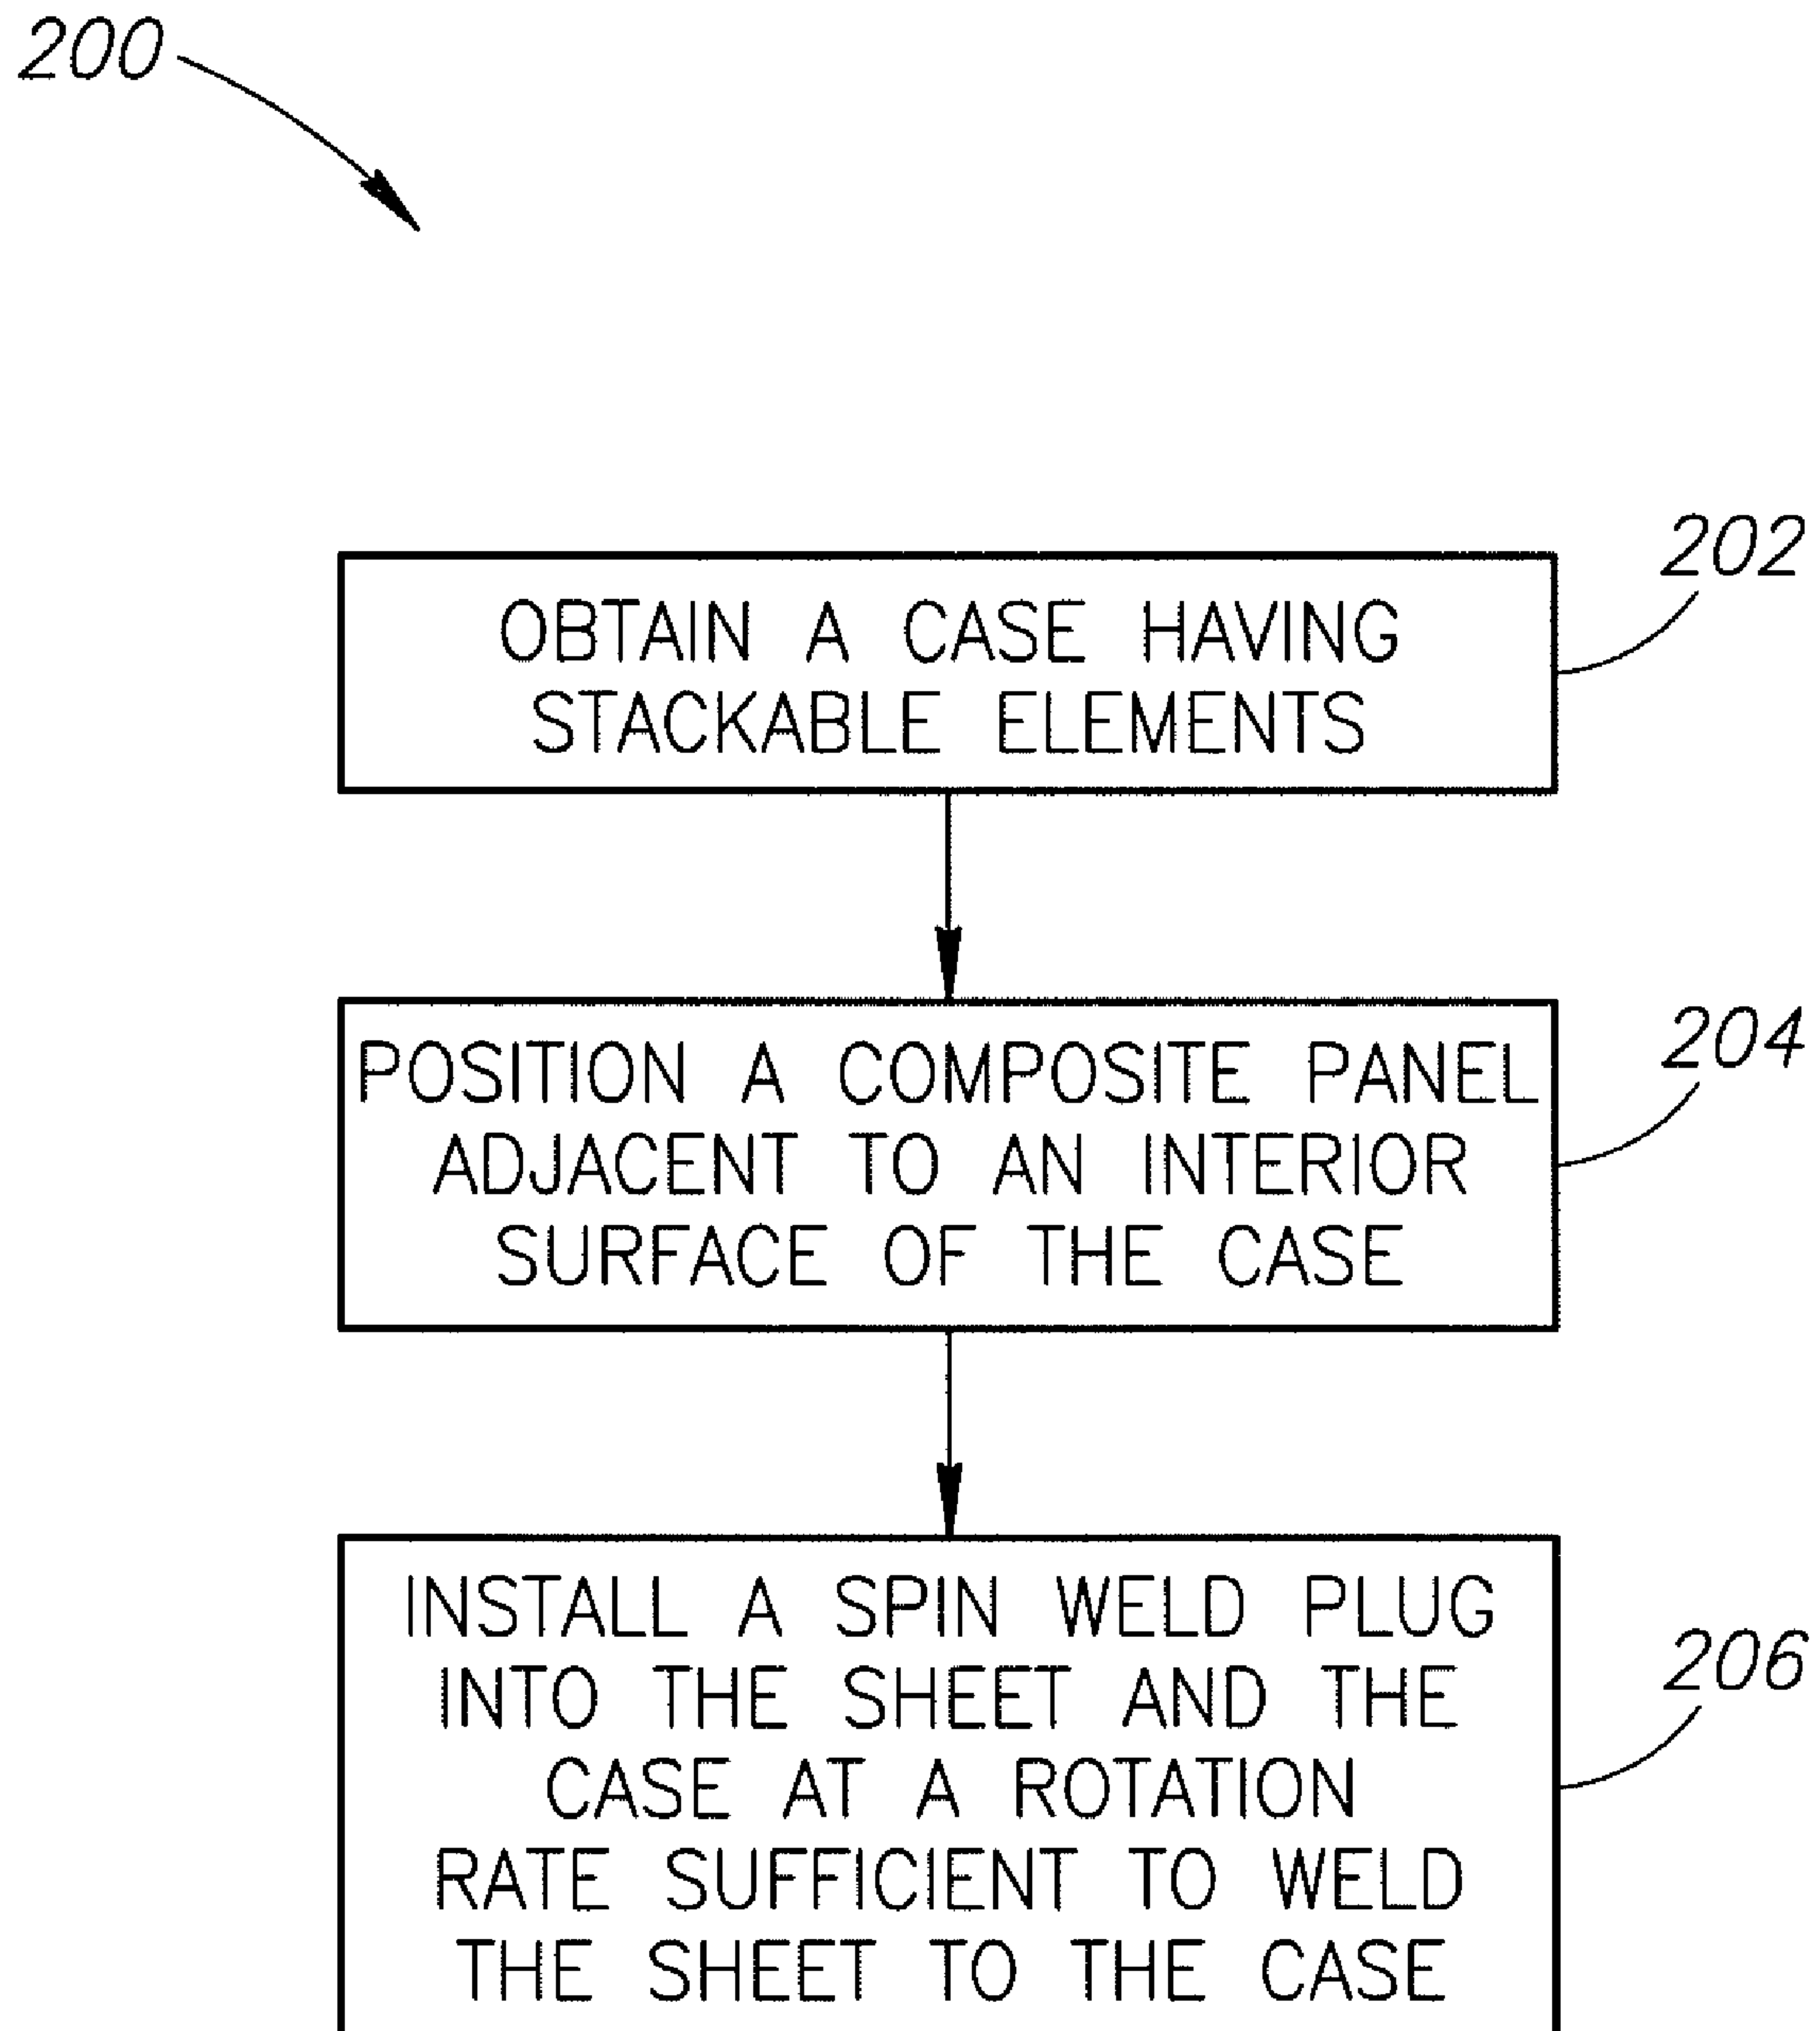 200
202
OBTAIN A CASE HAVING
STACKABLE ELEMENTS
204
POSITION A COMPOSITE PANEL
ADJACENT TO AN INTERIOR
SURFACE OF THE CASE
206
INSTALL A SPIN WELD PLUG
INTO THE SHEET AND THE
CASE AT A ROTATION
RATE SUFFICIENT TO WELD
THE SHEET TO THE CASE